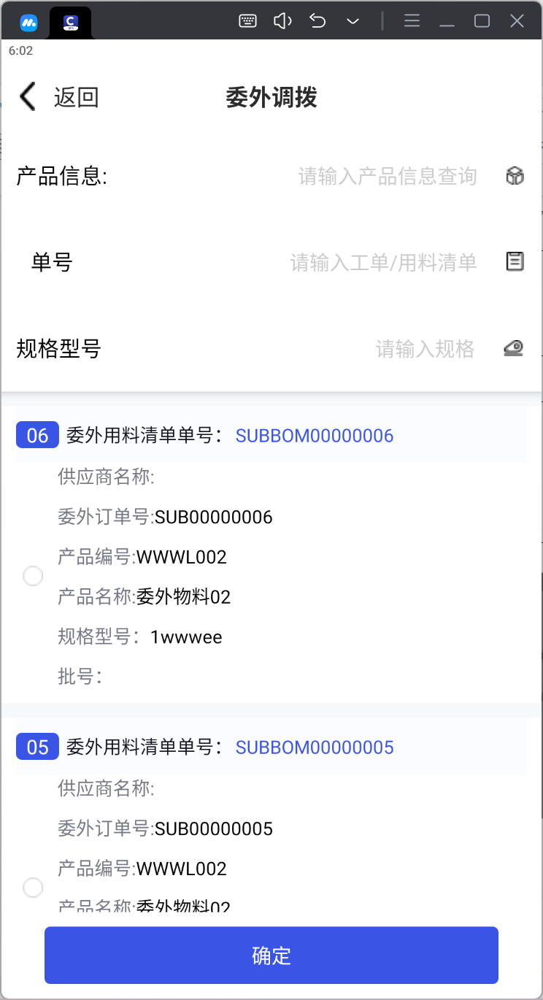 6:02
返回
委外调拨
产品信息: 请输入产品信息查询
单号 请输入工单/用料清单
规格型号 请输入规格
06 委外用料清单单号： SUBBOM00000006
供应商名称:
委外订单号:SUB00000006
产品编号:WWWL002
产品名称:委外物料02
规格型号：1wwwee
批号：
05 委外用料清单单号： SUBBOM00000005
供应商名称:
委外订单号:SUB00000005
产品编号:WWWL002
产品名称:委外物料02
确定